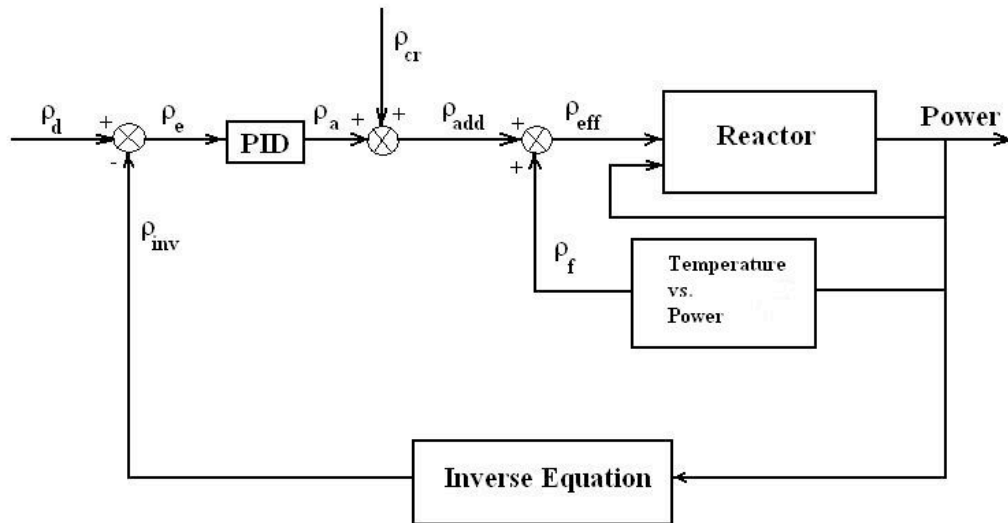 ρcr
ρd
+
ρe
PID
ρa
+
+
ρadd
+
ρeff
Reactor
Power
-
+
ρinv
ρf
Temperature
vs.
Power
Inverse Equation